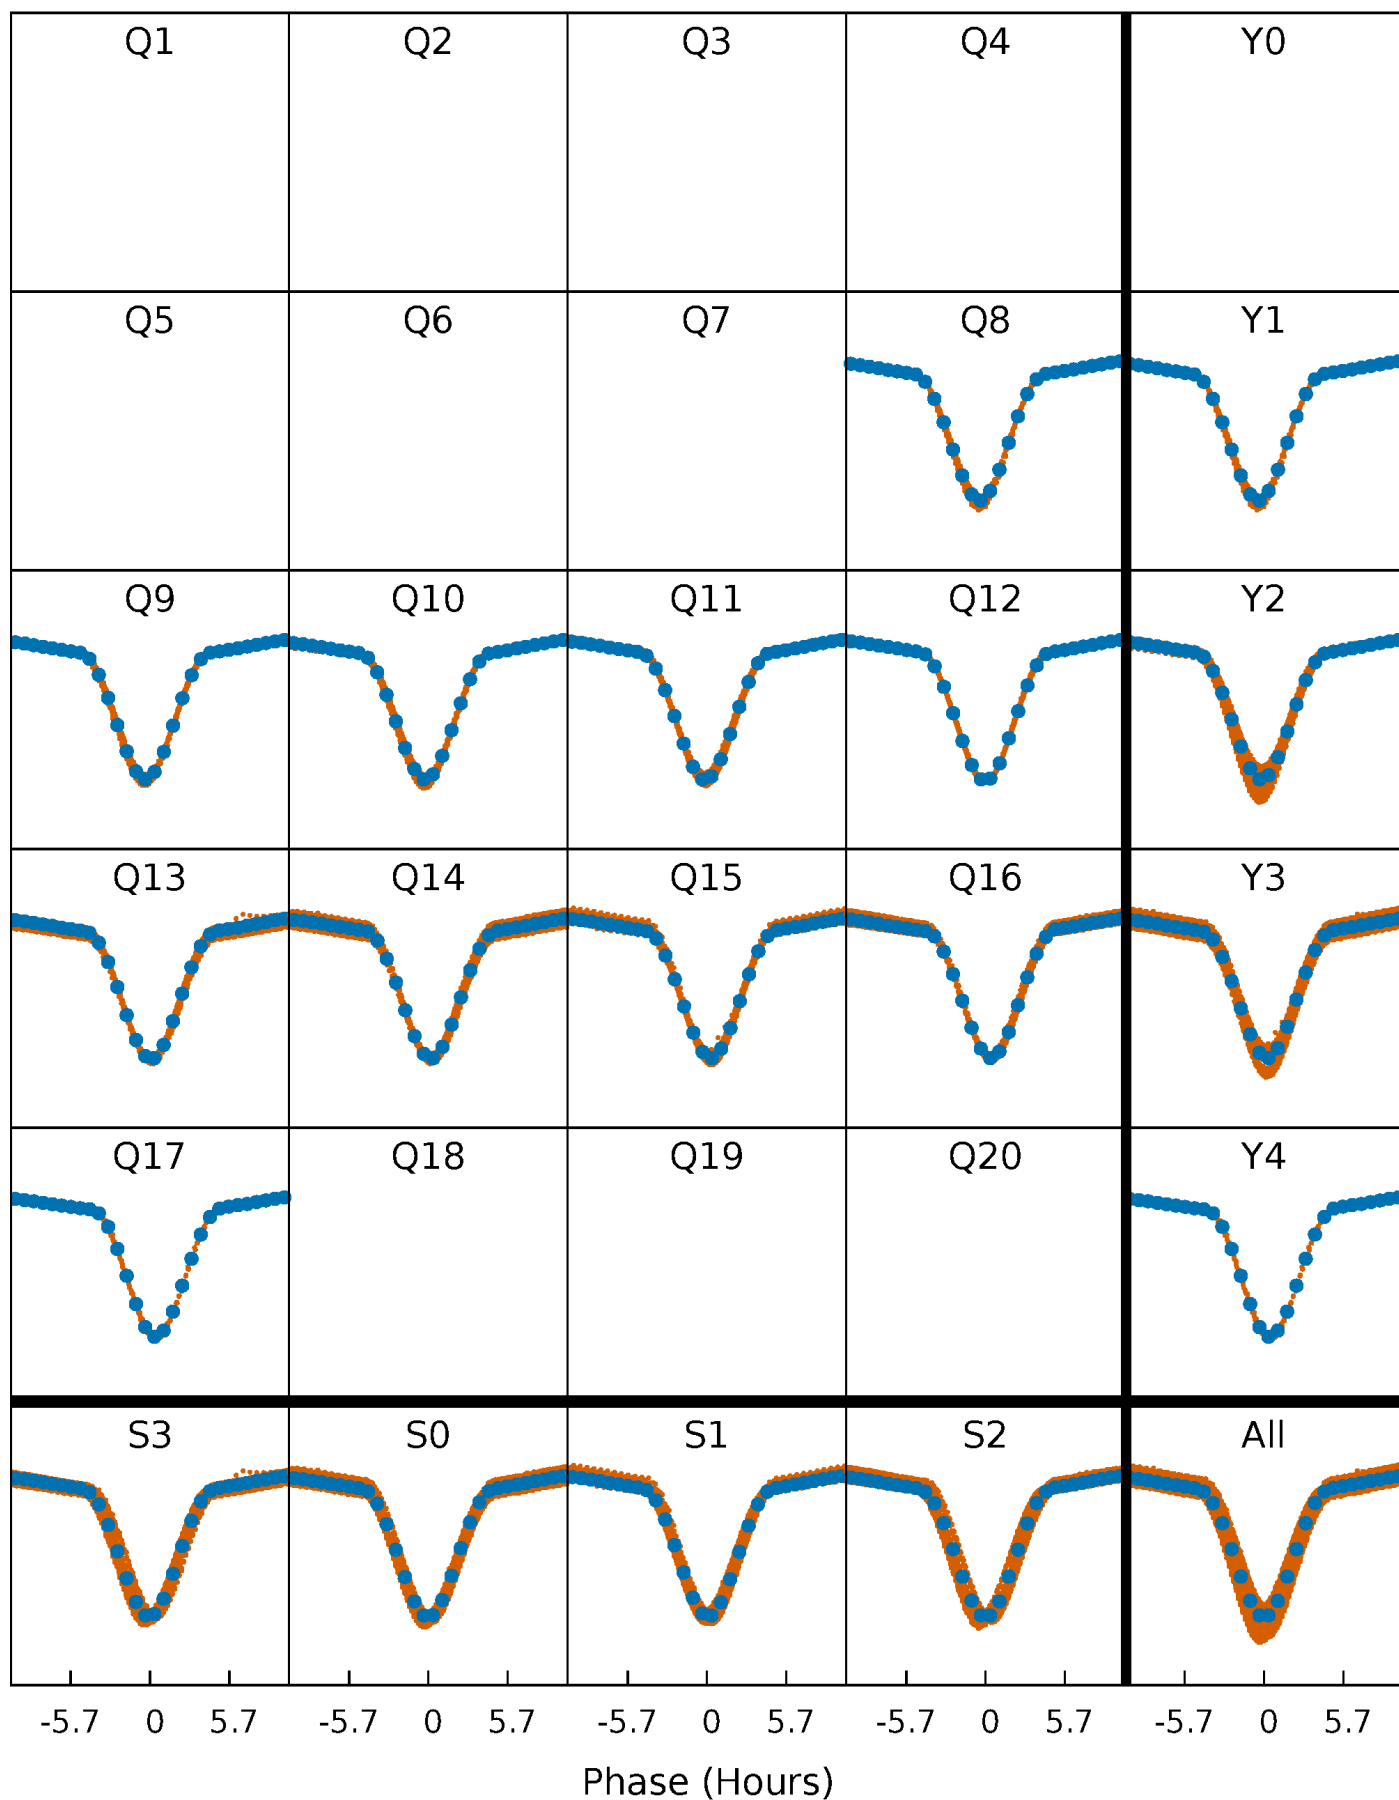 Q1 Q2 Q3 Q4 Y0
Q5 Q6 Q7 Q8 Y1
Q9 Q10 Q11 Q12 Y2
Q13 Q14 Q15 Q16 Y3
Q17 Q18 Q19 Q20 Y4
S3 S0 S1 S2 All
-5.7 0 5.7 -5.7 0 5.7 -5.7 0 5.7 -5.7 0 5.7 -5.7 0 5.7
Phase (Hours)